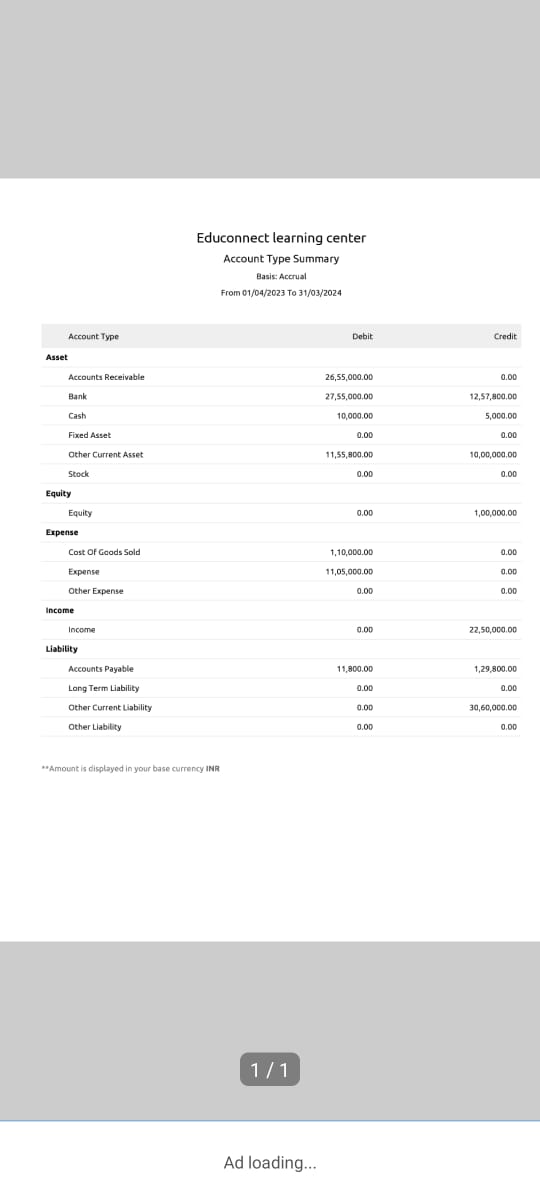 Educonnect learning center
Account Type Summary
Basis: Accrual
From 01/04/2023 To 31/03/2024
Account Type Debit Credit
Asset
Accounts Receivable 26,55,000.00 0.00
Bank 27,55,000.00 12,57,800.00
Cash 10,000.00 5,000.00
Fixed Asset 0.00 0.00
Other Current Asset 11,55,800.00 10,00,000.00
Stock 0.00 0.00
Equity
Equity 0.00 1,00,000.00
Expense
Cost Of Goods Sold 1,10,000.00 0.00
Expense 11,05,000.00 0.00
Other Expense 0.00 0.00
Income
Income 0.00 22,50,000.00
Liability
Accounts Payable 11,800.00 1,29,800.00
Long Term Liability 0.00 0.00
Other Current Liability 0.00 30,60,000.00
Other Liability 0.00 0.00
**Amount is displayed in your base currency INR
1 / 1
Ad loading...